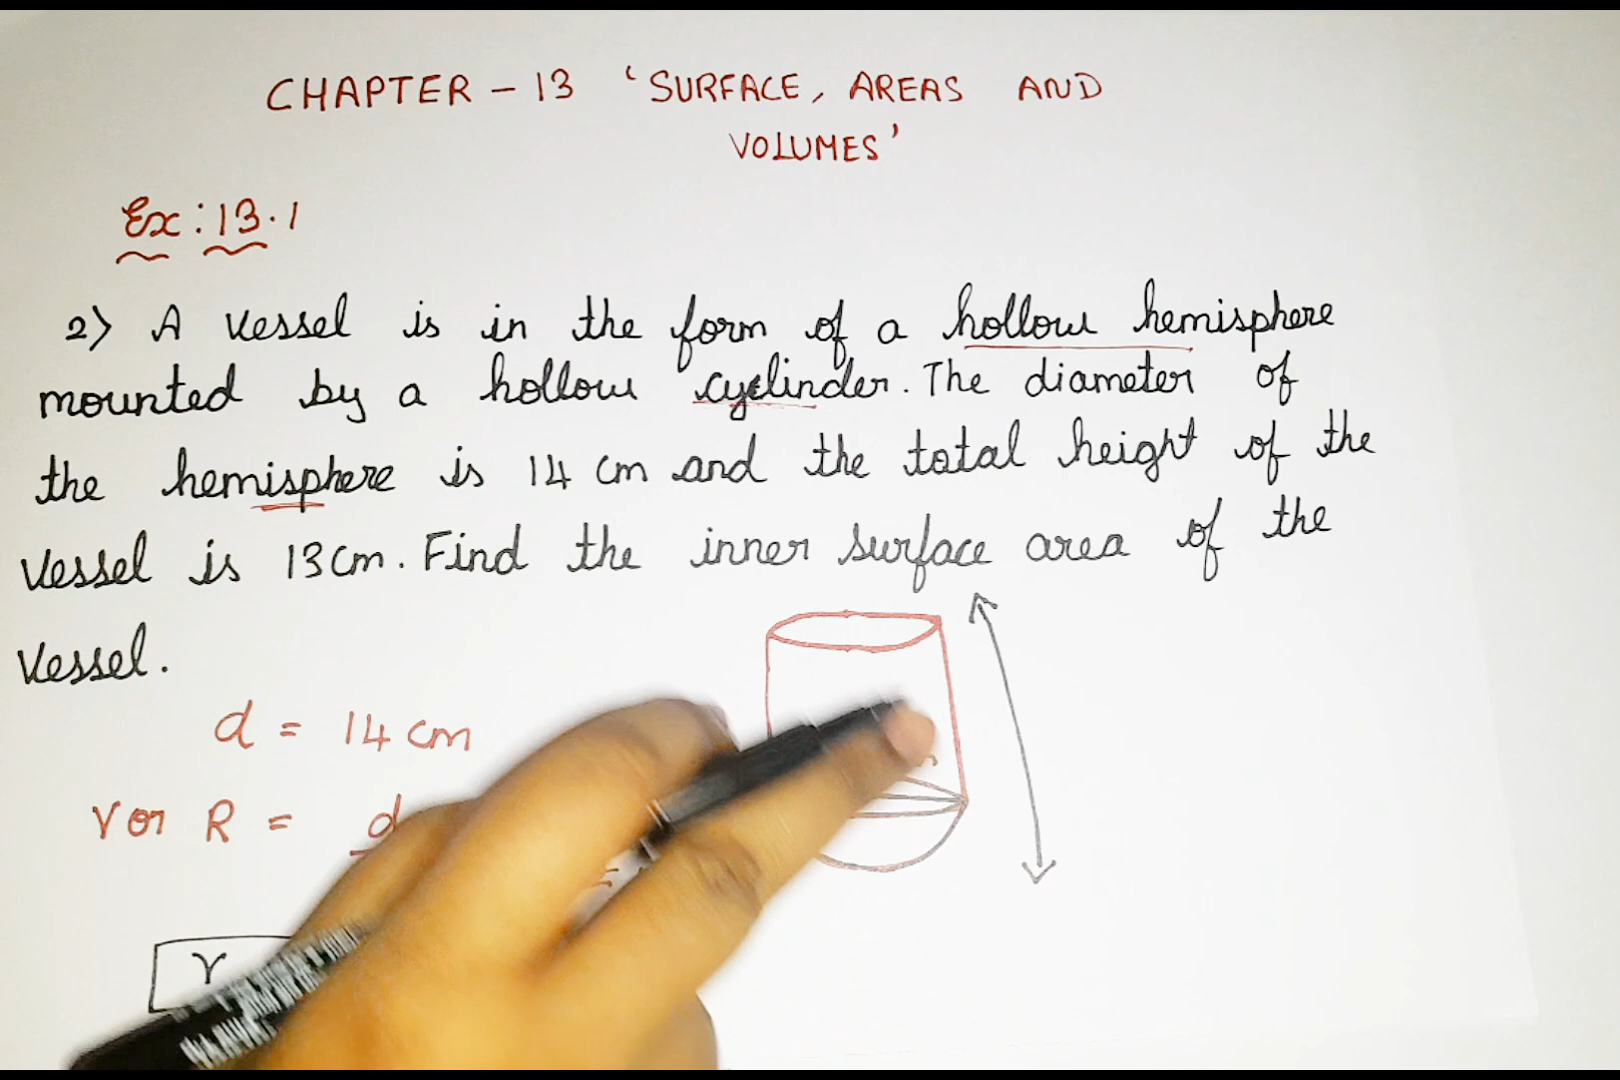 CHAPTER - 13 ‘SURFACE, AREAS AND
VOLUMES’
Ex: 13.1
2) A vessel is in the form of a hollow hemisphere
mounted by a hollow cyclinder. The diameter of
the hemisphere is 14 cm and the total height of the
vessel is 13cm. Find the inner surface area of the
vessel.
d = 14 cm
r or R = d
r